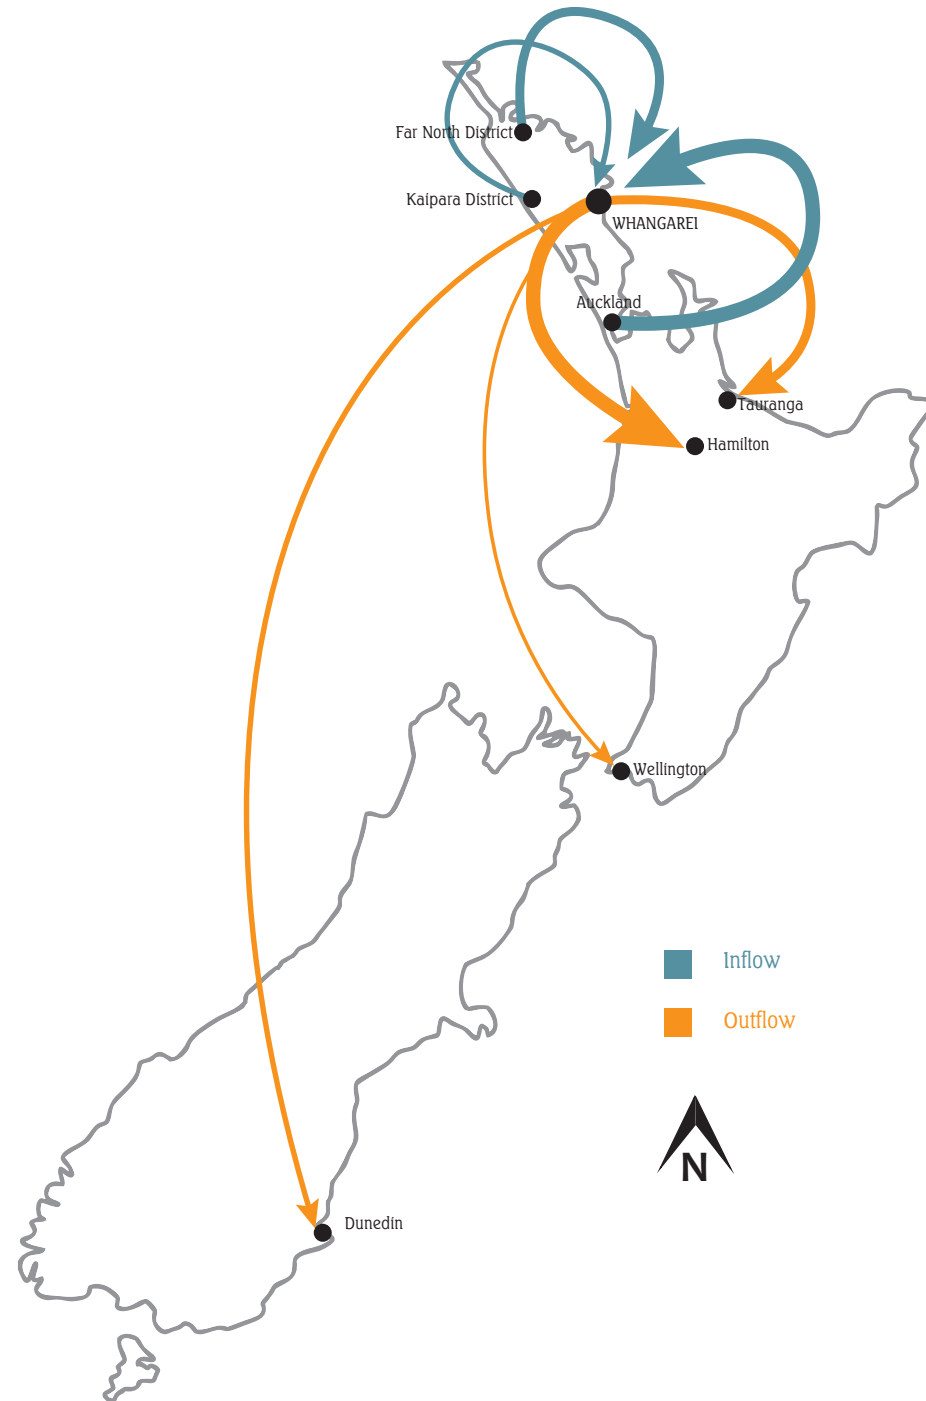 Far North District
Kaipara District
WHANGAREI
Auckland
Tauranga
Hamilton
Wellington
Inflow
Outflow
N
Dunedin